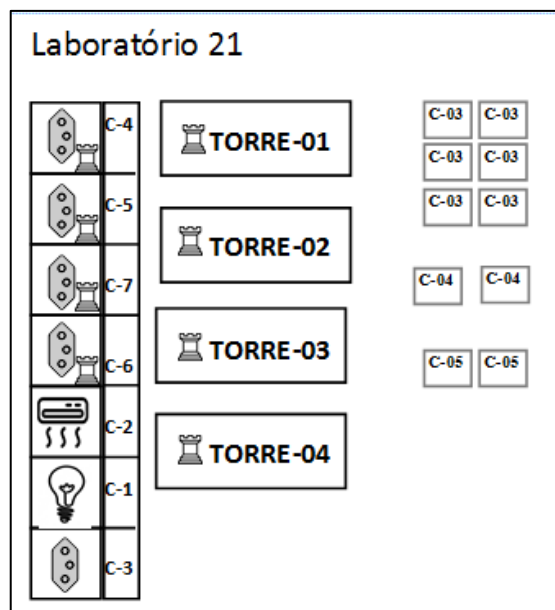 Laboratório 21
C-4
C-5
C-7
C-6
C-2
C-1
C-3
TORRE-01
TORRE-02
TORRE-03
TORRE-04
C-03 C-03
C-03 C-03
C-03 C-03
C-04 C-04
C-05 C-05